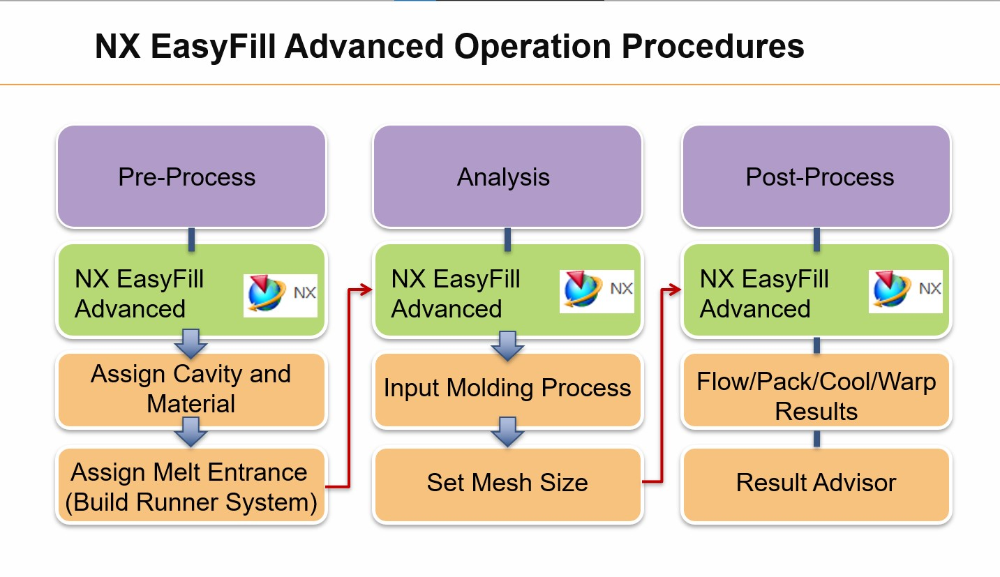 NX EasyFill Advanced Operation Procedures
Pre-Process
NX EasyFill
Advanced
NX
Assign Cavity and
Material
Assign Melt Entrance
(Build Runner System)
Analysis
NX EasyFill
Advanced
NX
Input Molding Process
Set Mesh Size
Post-Process
NX EasyFill
Advanced
NX
Flow/Pack/Cool/Warp
Results
Result Advisor